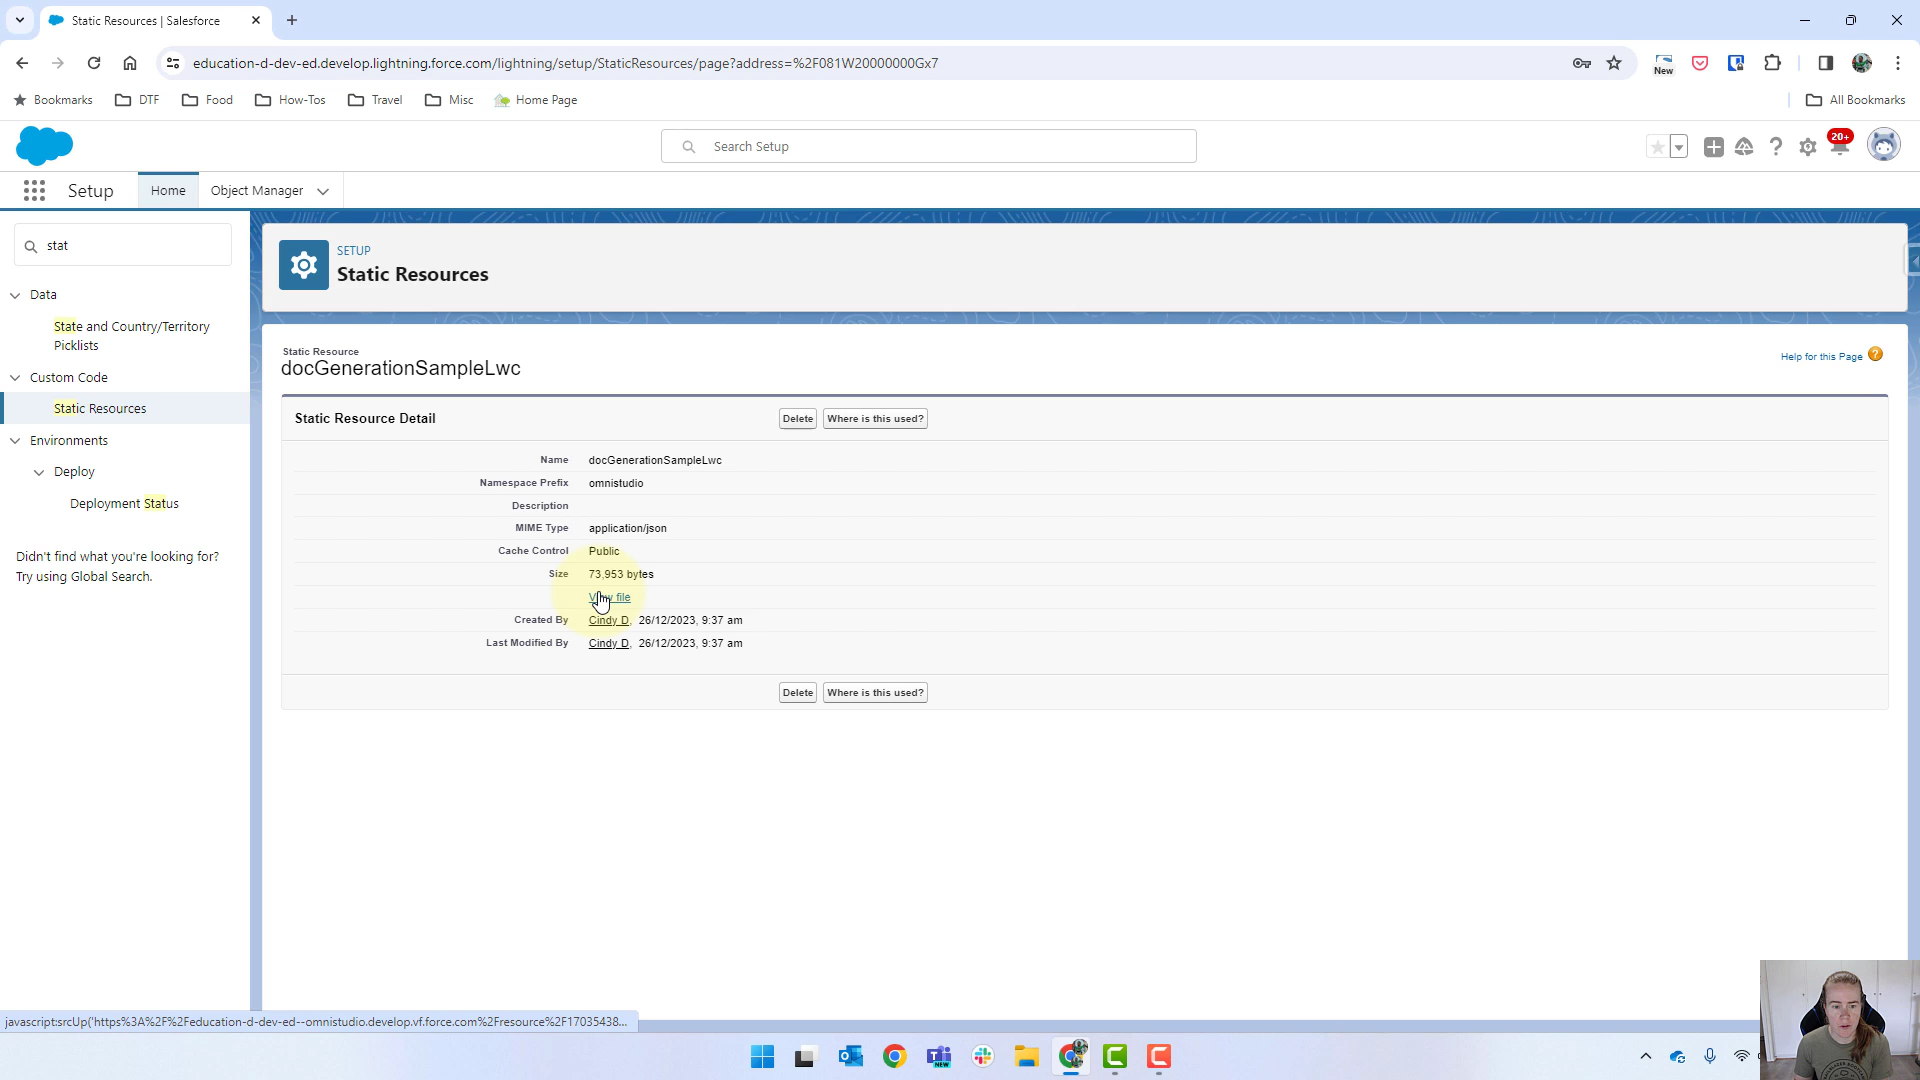 Static Resources | Salesforce
education-d-dev-ed.develop.lightning.force.com/lightning/setup/StaticResources/page?address=%2F081W20000000Gx7
New
Bookmarks
DTF
Food
How-Tos
Travel
Misc
Home Page
All Bookmarks
Search Setup
20+
Setup
Home
Object Manager
stat
SETUP
Static Resources
Data
State and Country/Territory
Picklists
Custom Code
Static Resources
Environments
Deploy
Deployment Status
Didn't find what you're looking for?
Try using Global Search.
Static Resource
docGenerationSampleLwc
Help for this Page
Static Resource Detail
Delete
Where is this used?
Name docGenerationSampleLwc
Namespace Prefix omnistudio
Description
MIME Type application/json
Cache Control Public
Size 73,953 bytes
View file
Created By Cindy D, 26/12/2023, 9:37 am
Last Modified By Cindy D, 26/12/2023, 9:37 am
Delete
Where is this used?
javascript:srcUp('https%3A%2F%2Feducation-d-dev-ed--omnistudio.develop.vf.force.com%2Fresource%2F17035438...
NEW